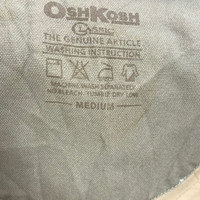 OSHKOSH
CLASSIC
THE GENUINE ARTICLE
WASHING INSTRUCTION
MACHINE WASH SEPARATELY
NO BLEACH TUMBLE DRY LOW
MEDIUM